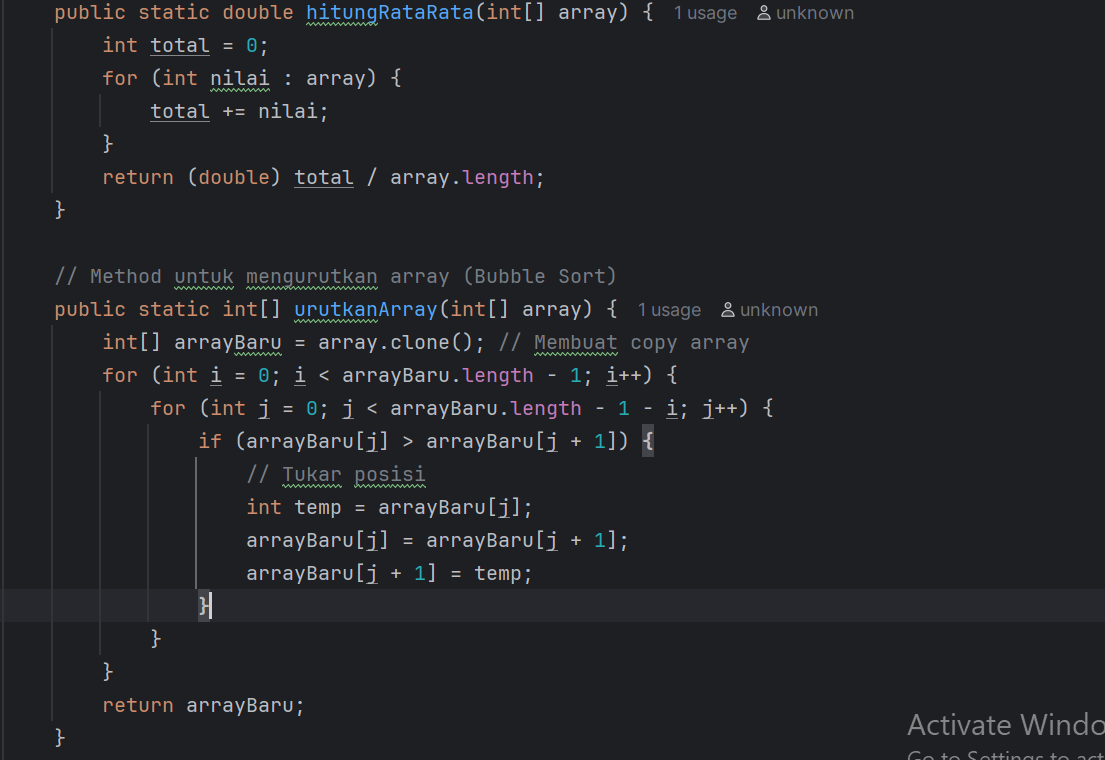 public static double hitungRataRata(int[] array) { 1 usage unknown
int total = 0;
for (int nilai : array) {
total += nilai;
}
return (double) total / array.length;
}
// Method untuk mengurutkan array (Bubble Sort)
public static int[] urutkanArray(int[] array) { 1 usage unknown
int[] arrayBaru = array.clone(); // Membuat copy array
for (int i = 0; i < arrayBaru.length - 1; i++) {
for (int j = 0; j < arrayBaru.length - 1 - i; j++) {
if (arrayBaru[j] > arrayBaru[j + 1]) {
// Tukar posisi
int temp = arrayBaru[j];
arrayBaru[j] = arrayBaru[j + 1];
arrayBaru[j + 1] = temp;
}
}
}
return arrayBaru;
}
Activate Windo
Go to Settings to act